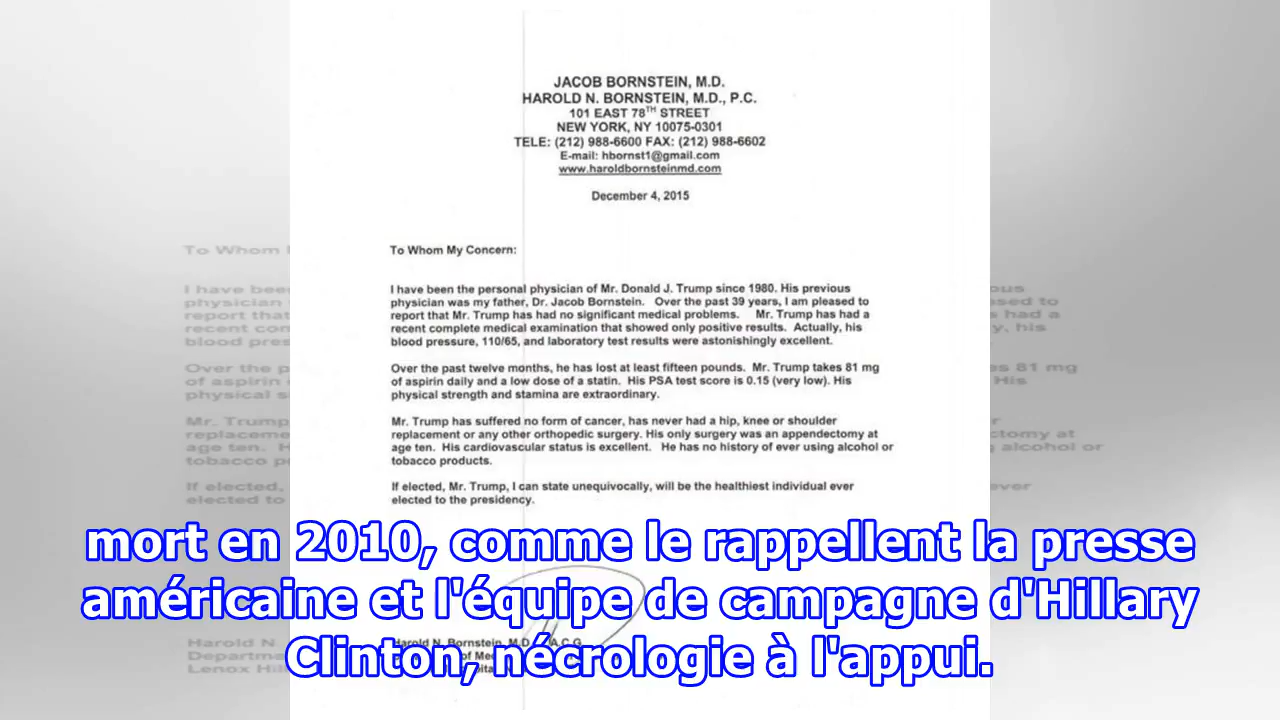 JACOB BORNSTEIN, M.D.
HAROLD N. BORNSTEIN, M.D., P.C.
101 EAST 78TH STREET
NEW YORK, NY 10075-0301
TELE: (212) 988-6600 FAX: (212) 988-6602
E-mail: hbornst1@gmail.com
www.haroldbornsteinmd.com
December 4, 2015
To Whom My Concern:
I have been the personal physician of Mr. Donald J. Trump since 1980. His previous
physician was my father, Dr. Jacob Bornstein. Over the past 39 years, I am pleased to
report that Mr. Trump has had no significant medical problems. Mr. Trump has had a
recent complete medical examination that showed only positive results. Actually, his
blood pressure, 110/65, and laboratory test results were astonishingly excellent.
Over the past twelve months, he has lost at least fifteen pounds. Mr. Trump takes 81 mg
of aspirin daily and a low dose of a statin. His PSA test score is 0.15 (very low). His
physical strength and stamina are extraordinary.
Mr. Trump has suffered no form of cancer, has never had a hip, knee or shoulder
replacement or any other orthopedic surgery. His only surgery was an appendectomy at
age ten. His cardiovascular status is excellent. He has no history of ever using alcohol or
tobacco products.
If elected, Mr. Trump, I can state unequivocally, will be the healthiest individual ever
elected to the presidency.
Harold N. Bornstein, M.D. A.C.G.
of
mort en 2010, comme le rappellent la presse
américaine et l'équipe de campagne d'Hillary
Clinton, nécrologie à l'appui.